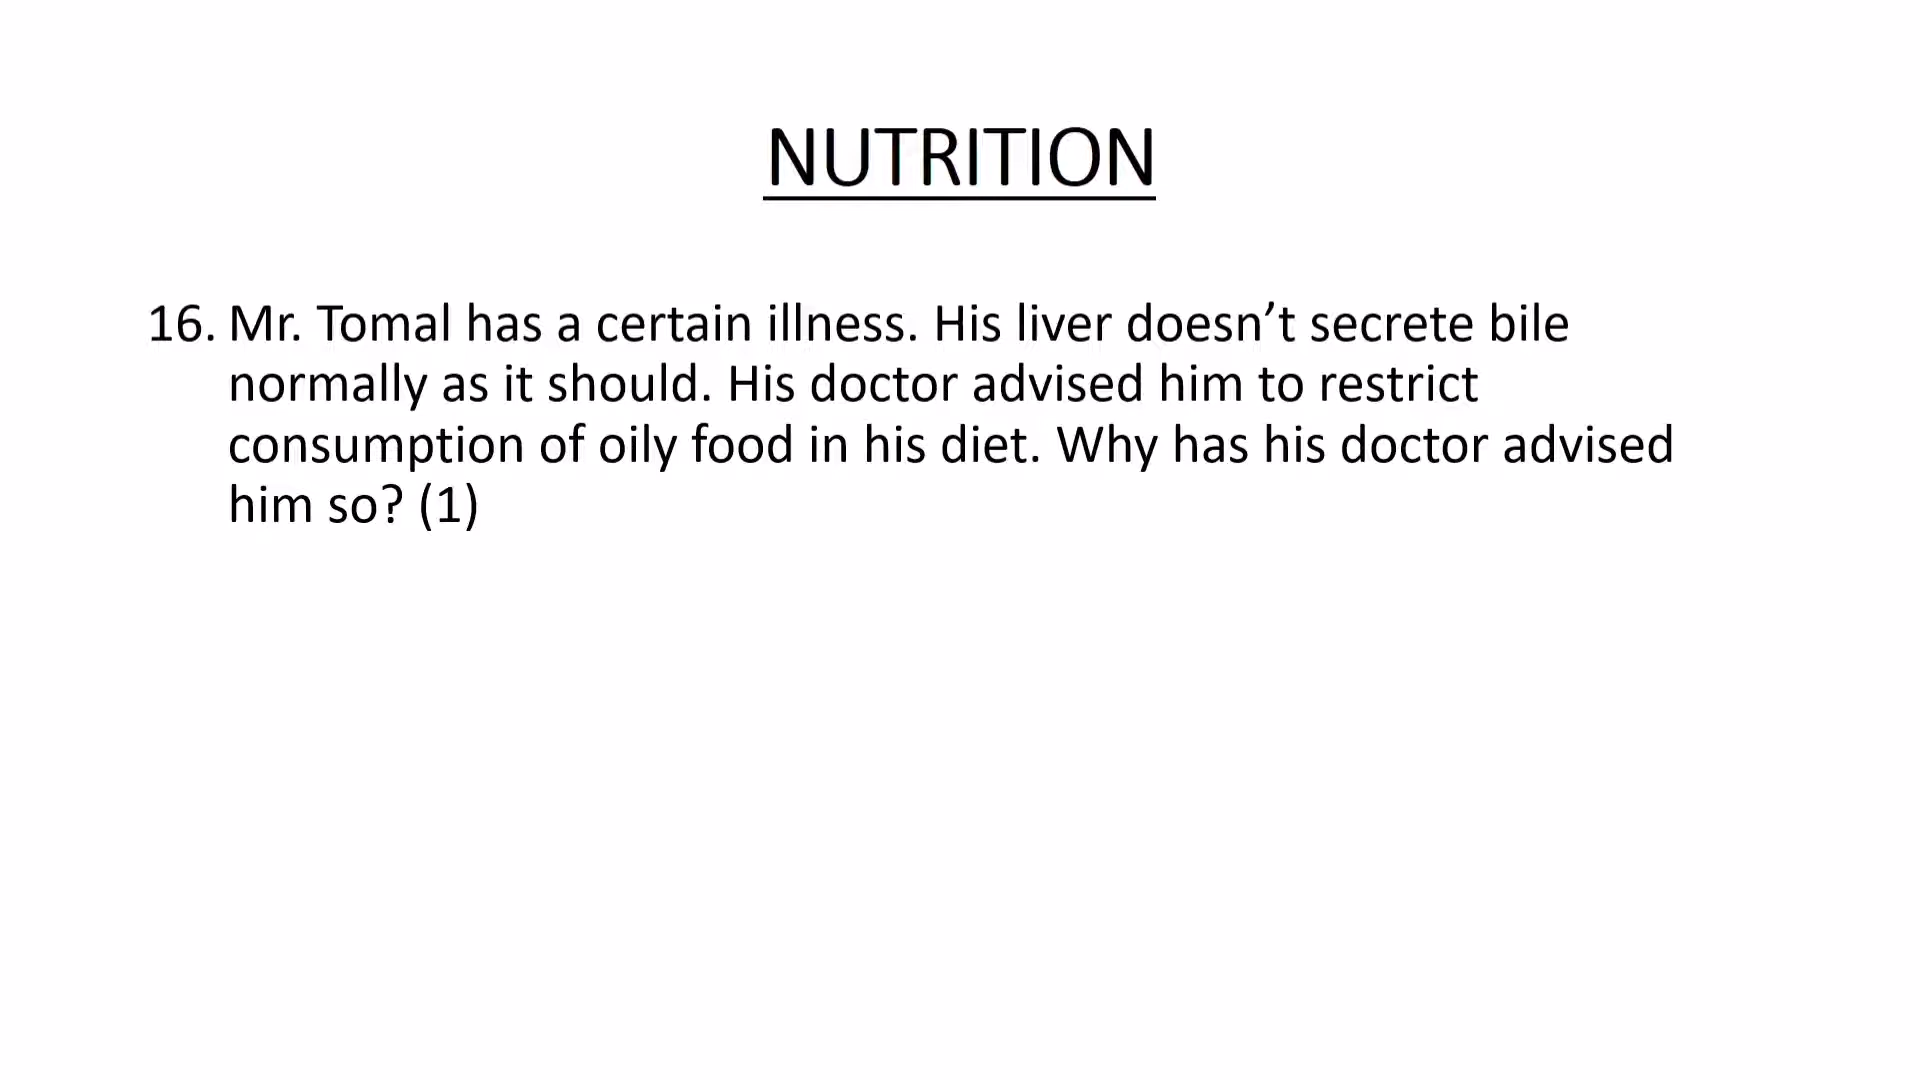 NUTRITION
16. Mr. Tomal has a certain illness. His liver doesn’t secrete bile
normally as it should. His doctor advised him to restrict
consumption of oily food in his diet. Why has his doctor advised
him so? (1)